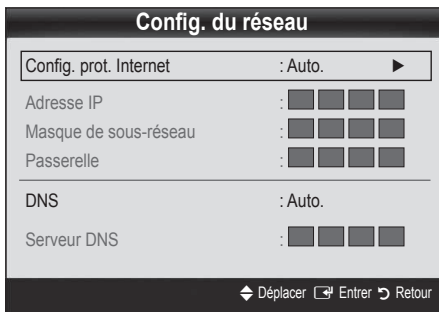 Config. du réseau
Config. prot. Internet : Auto. ►
Adresse IP :
Masque de sous-réseau :
Passerelle :
DNS : Auto.
Serveur DNS :
Déplacer Entrer Retour